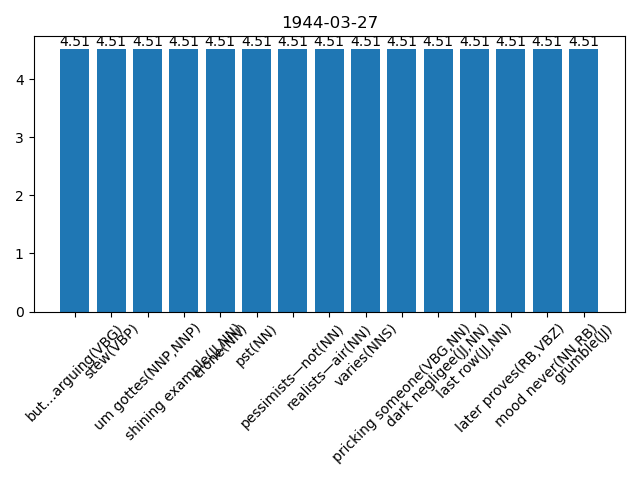 1944-03-27
4.51 4.51 4.51 4.51 4.51 4.51 4.51 4.51 4.51 4.51 4.51 4.51 4.51 4.51 4.51
4
3
2
1
0
but…arguing(VBG)
stew(VBP)
um gottes(NNP,NNP)
shining example(JJ,NN)
pst(NN)
pessimists—not(NN)
realists—air(NN)
varies(NNS)
pricking someone(VBG,NN)
dark negligee(JJ,NN)
last row(JJ,NN)
later proves(RB,VBZ)
mood never(NN,RB)
grumble(JJ)